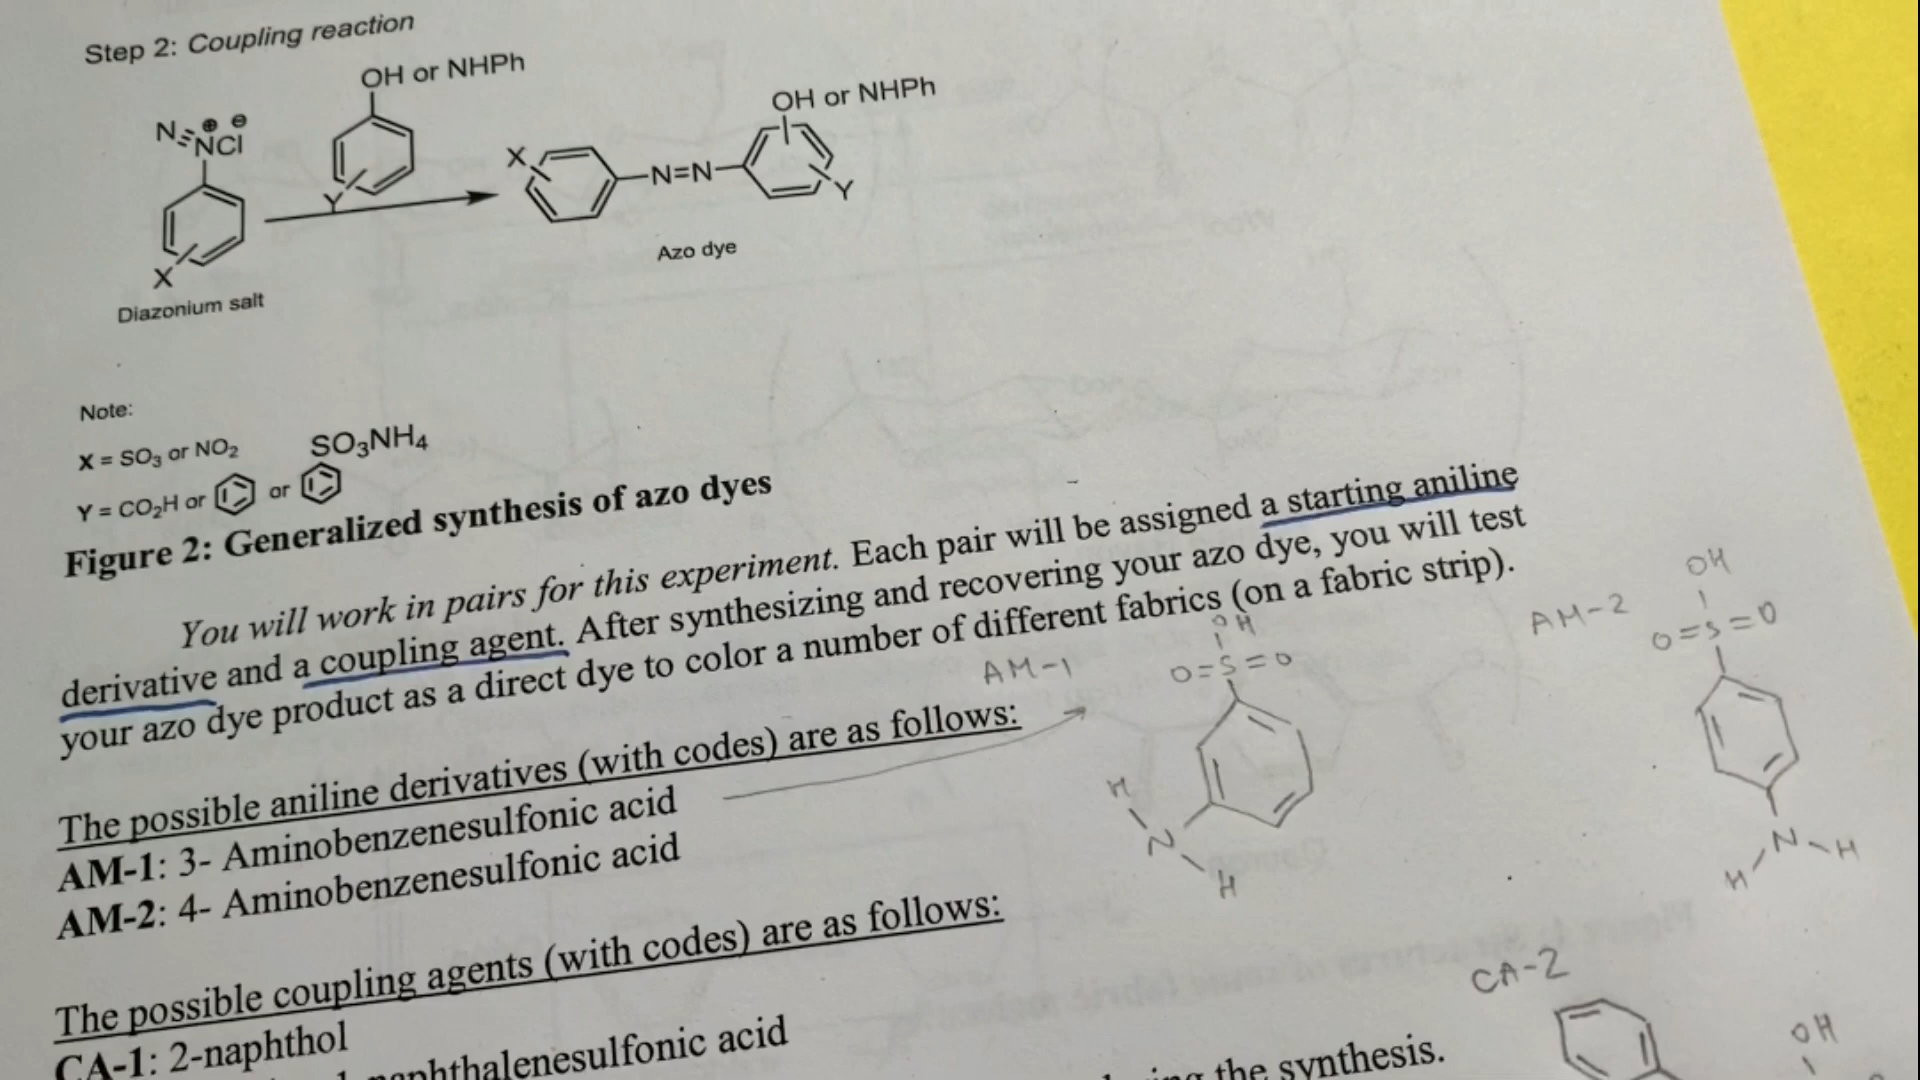 Step 2: Coupling reaction
OH or NHPh
OH or NHPh
N≡NCl
⊕ ⊖
X
N=N
Y
Y
X
Azo dye
Diazonium salt
Note:
X = SO₃ or NO₂
SO₃NH₄
Y = CO₂H or or
Figure 2: Generalized synthesis of azo dyes
You will work in pairs for this experiment. Each pair will be assigned a starting aniline
derivative and a coupling agent. After synthesizing and recovering your azo dye, you will test
your azo dye product as a direct dye to color a number of different fabrics (on a fabric strip).
AM-1
OH
O=S=O
H
N
H
AM-2
OH
O=S=O
N
H
H
The possible aniline derivatives (with codes) are as follows:
AM-1: 3- Aminobenzenesulfonic acid
AM-2: 4- Aminobenzenesulfonic acid
The possible coupling agents (with codes) are as follows:
CA-1: 2-naphthol
naphthalenesulfonic acid
the synthesis.
CA-2
OH